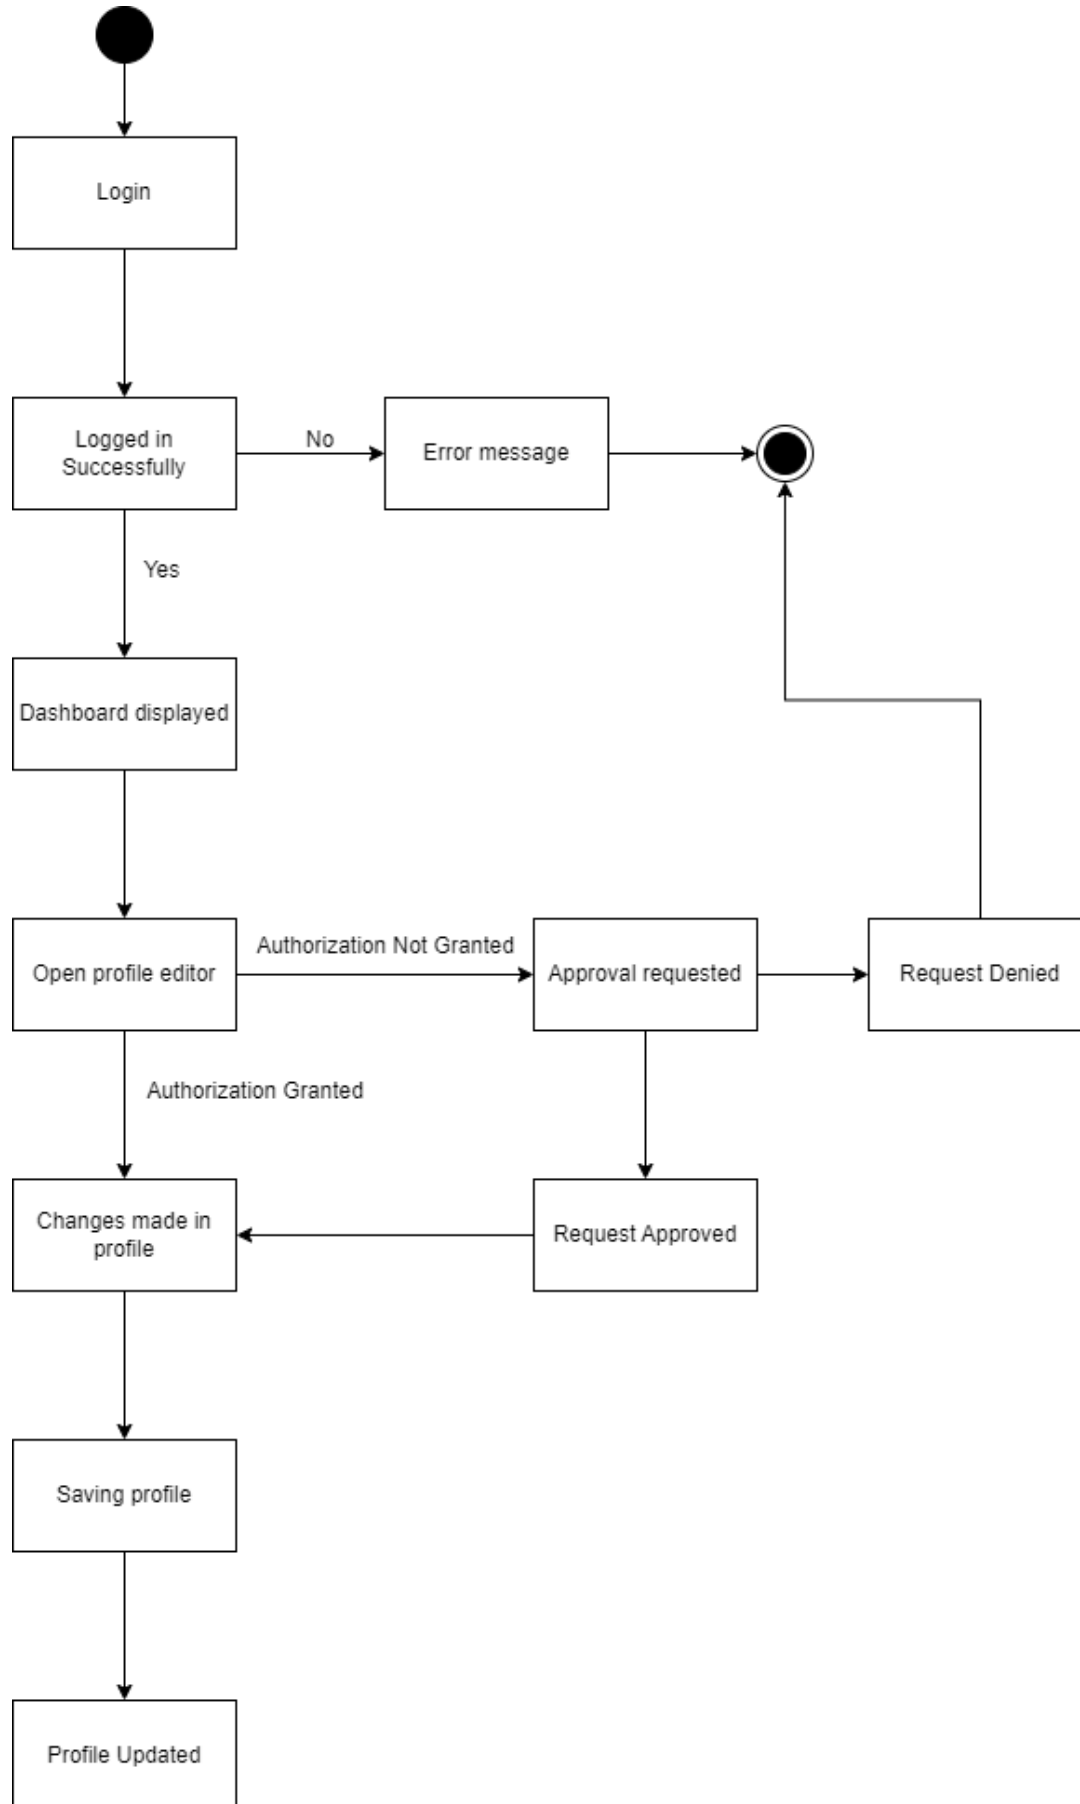 Login
Logged in
Successfully
No
Error message
Yes
Dashboard displayed
Open profile editor
Authorization Not Granted
Approval requested
Request Denied
Authorization Granted
Changes made in
profile
Request Approved
Saving profile
Profile Updated